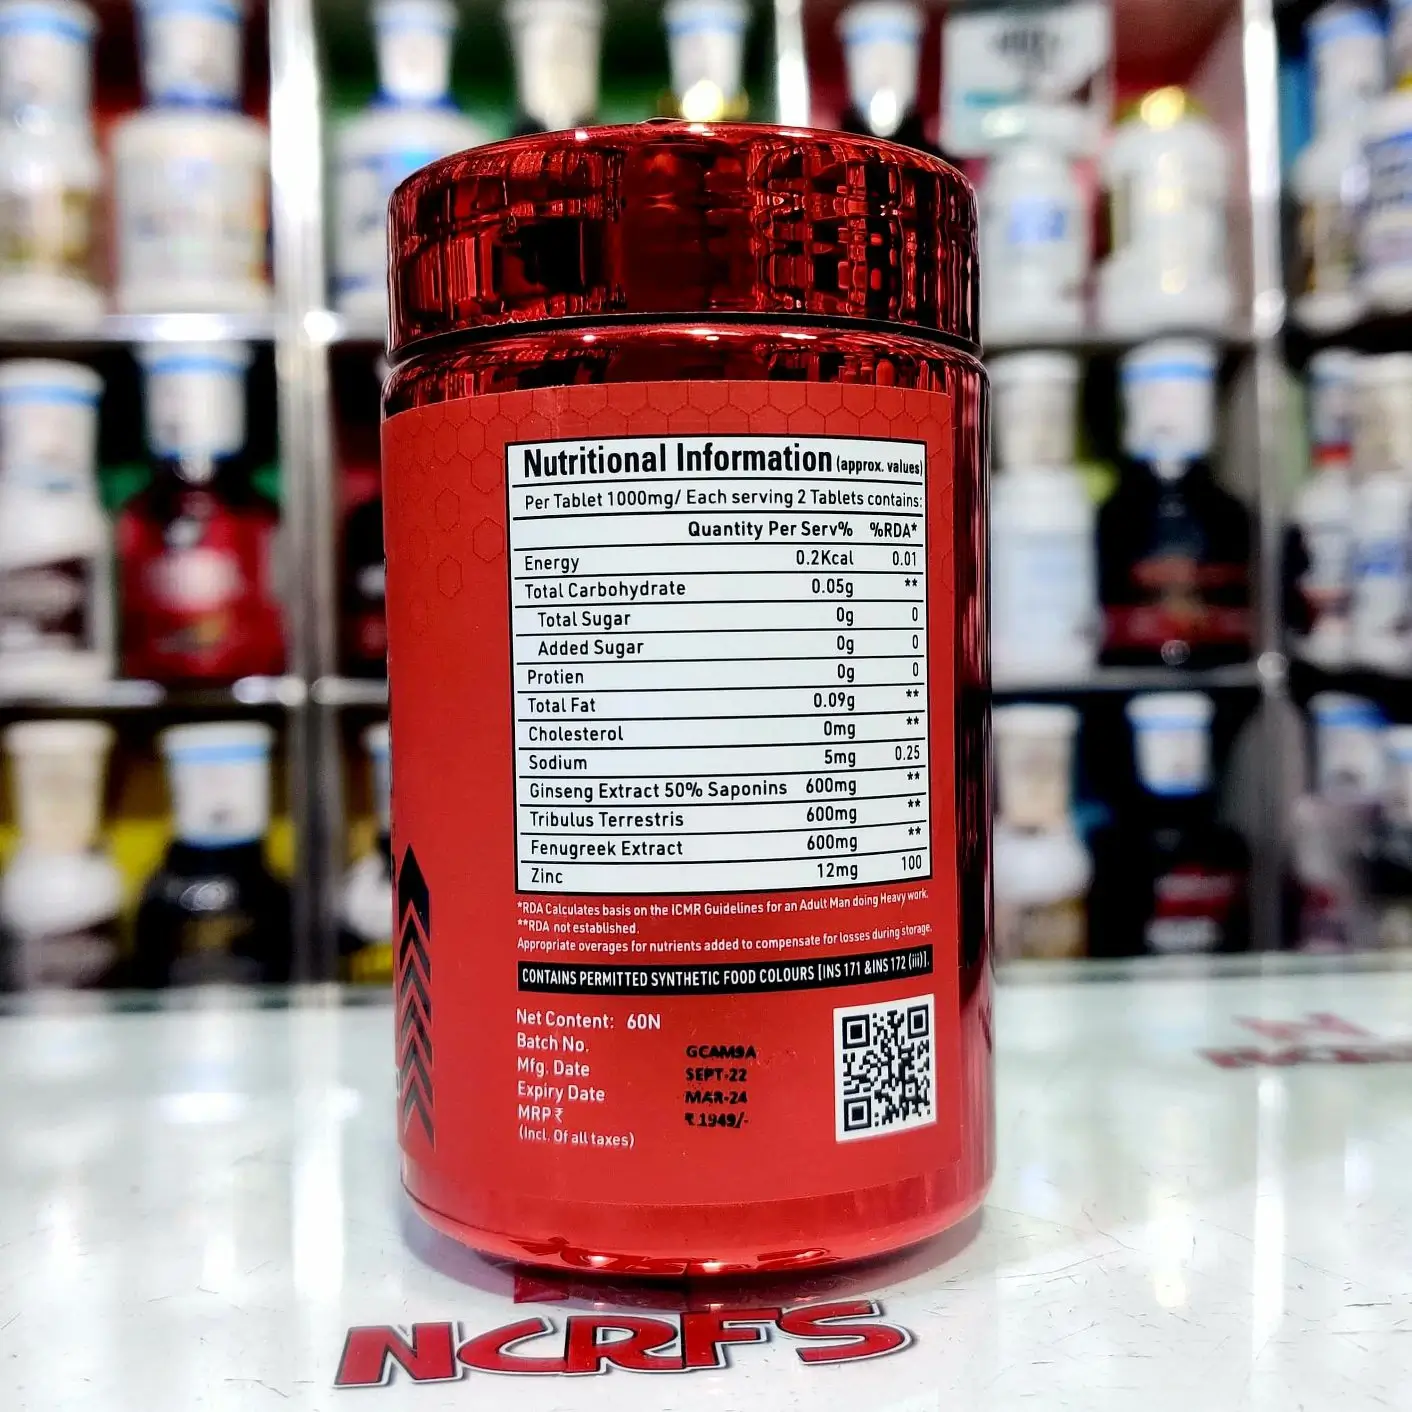 Nutritional Information (approx. values)
Per Tablet 1000mg/ Each serving 2 Tablets contains:
Quantity Per Serv% %RDA*
Energy 0.2Kcal 0.01
Total Carbohydrate 0.05g **
Total Sugar 0g 0
Added Sugar 0g 0
Protien 0g 0
Total Fat 0.09g **
Cholesterol 0mg **
Sodium 5mg 0.25
Ginseng Extract 50% Saponins 600mg **
Tribulus Terrestris 600mg **
Fenugreek Extract 600mg **
Zinc 12mg 100
*RDA Calculates basis on the ICMR Guidelines for an Adult Man doing Heavy work.
**RDA not established.
Appropriate overages for nutrients added to compensate for losses during storage.
CONTAINS PERMITTED SYNTHETIC FOOD COLOURS [INS 171 &INS 172 (iii)].
Net Content: 60N
Batch No. GCAM9A
Mfg. Date SEPT-22
Expiry Date MAR-24
MRP ₹ ₹ 1949/-
(Incl. Of all taxes)
NCRFS